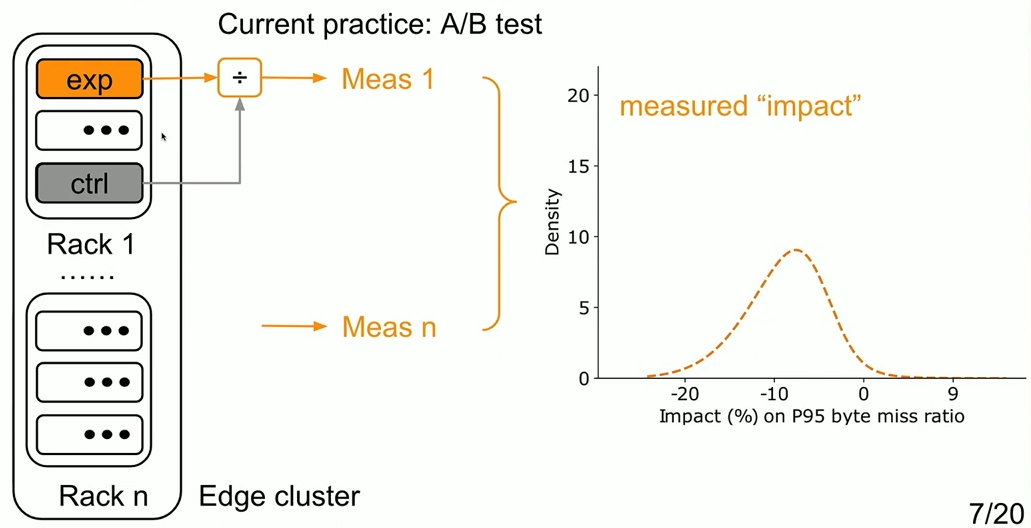 Current practice: A/B test
exp
÷
Meas 1
•••
ctrl
Rack 1
......
Meas n
•••
•••
•••
Rack n
Edge cluster
measured “impact”
20
15
10
5
0
Density
-20
-10
0
9
Impact (%) on P95 byte miss ratio
7/20